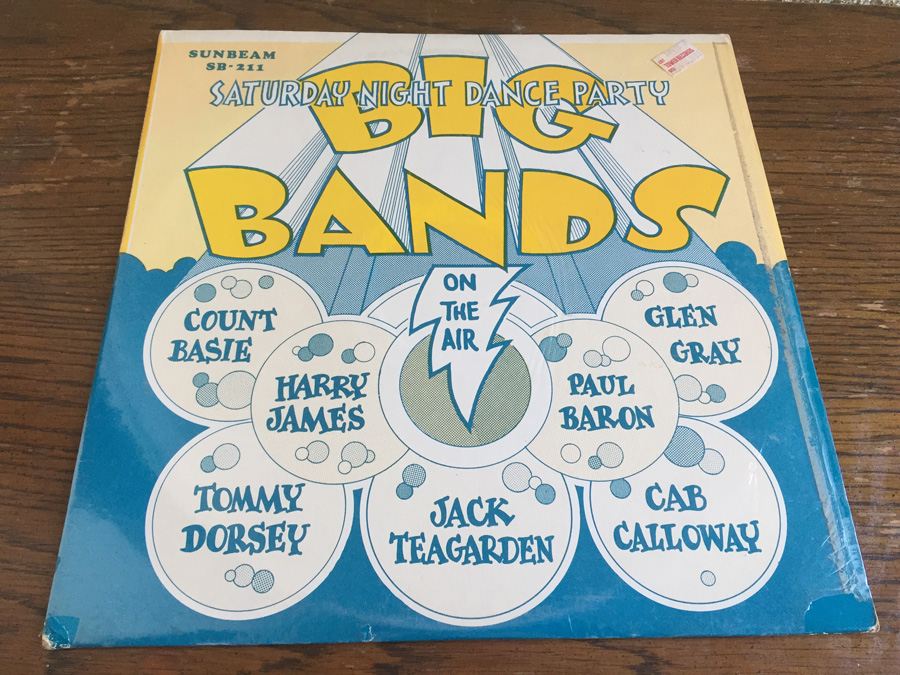 SUNBEAM
SB-211
SATURDAY NIGHT DANCE PARTY
BIG
BANDS
ON
THE
AIR
COUNT
BASIE
GLEN
GRAY
HARRY
JAMES
PAUL
BARON
TOMMY
DORSEY
JACK
TEAGARDEN
CAB
CALLOWAY